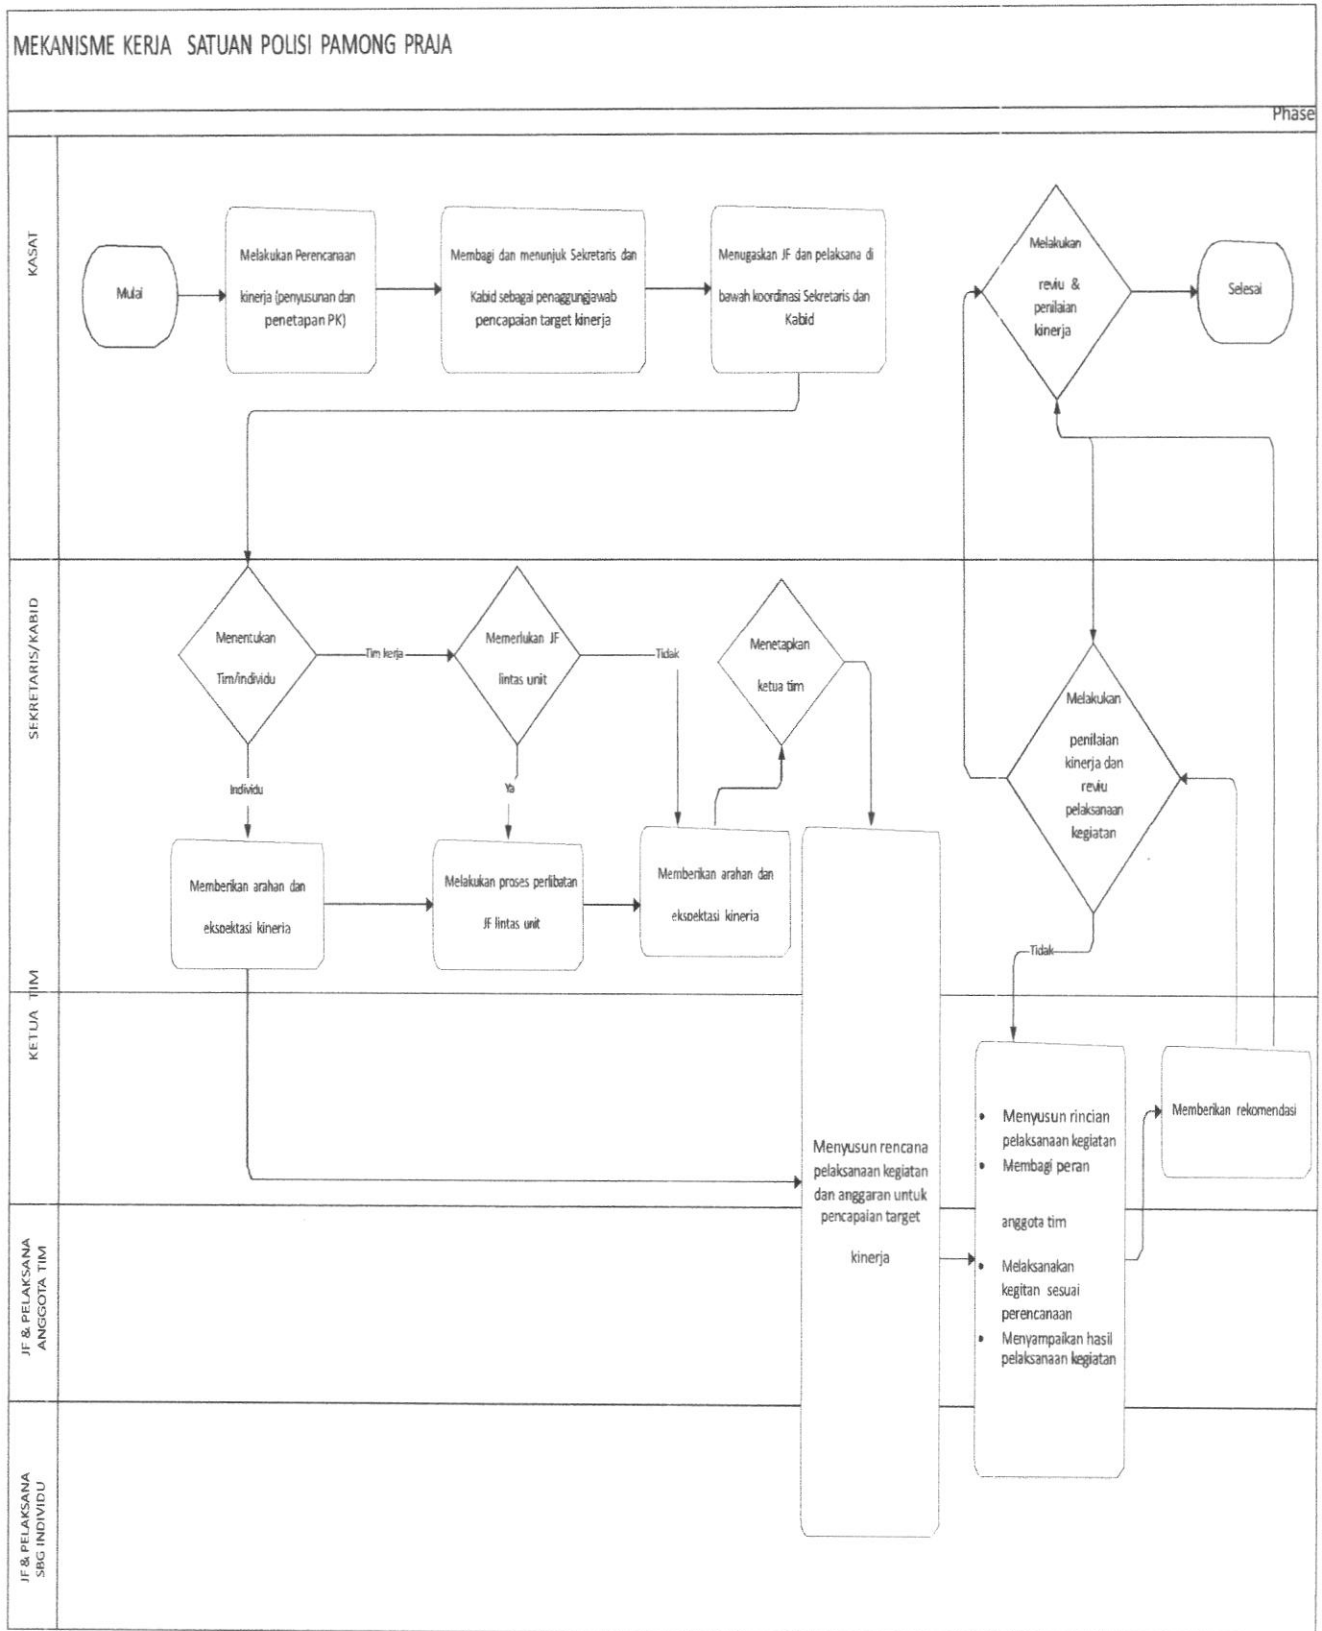 MEKANISME KERJA SATUAN POLISI PAMONG PRAJA
Phase
KASAT
Mulai
Melakukan Perencanaan
kinerja (penyusunan dan
penetapan PK)
Membagi dan menunjuk Sekretaris dan
Kabid sebagai penaggungjawab
pencapaian target kinerja
Menugaskan JF dan pelaksana di
bawah koordinasi Sekretaris dan
Kabid
Melakukan
reviu &
penilaian
kinerja
Selesai
SEKRETARIS/KABID
Menentukan
Tim/individu
Tim kerja
Memerlukan JF
lintas unit
Tidak
Menetapkan
ketua tim
Melakukan
penilaian
kinerja dan
reviu
pelaksanaan
kegiatan
Individu
Ya
Memberikan arahan dan
ekspektasi kinerja
Melakukan proses perlibatan
JF lintas unit
Memberikan arahan dan
ekspektasi kinerja
Tidak
KETUA TIM
Menyusun rencana
pelaksanaan kegiatan
dan anggaran untuk
pencapaian target
kinerja
• Menyusun rincian
pelaksanaan kegiatan
• Membagi peran
anggota tim
• Melaksanakan
kegitan sesuai
perencanaan
• Menyampaikan hasil
pelaksanaan kegiatan
Memberikan rekomendasi
JF & PELAKSANA
ANGGOTA TIM
JF & PELAKSANA
SBG INDIVIDU